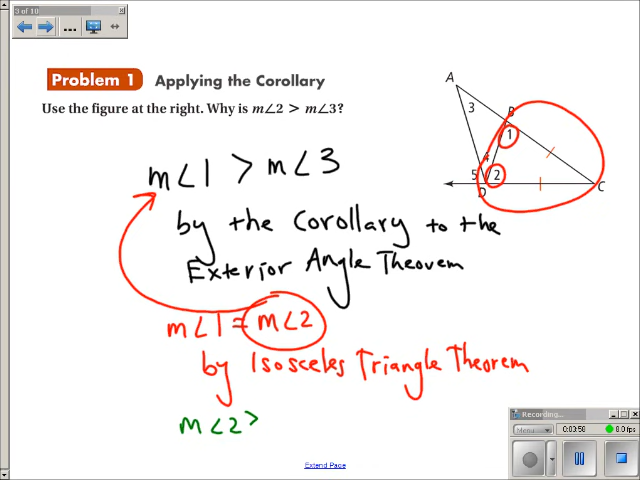 3 of 10
Problem 1 Applying the Corollary
Use the figure at the right. Why is m∠2 > m∠3?
A
3
B
1
4
5
2
D
C
m∠1 > m∠3
by the Corollary to the
Exterior Angle Theorem
m∠1 = m∠2
by Isosceles Triangle Theorem
m∠2 >
Extend Page
Recording...
Menu
0:03:50
0.0 fps